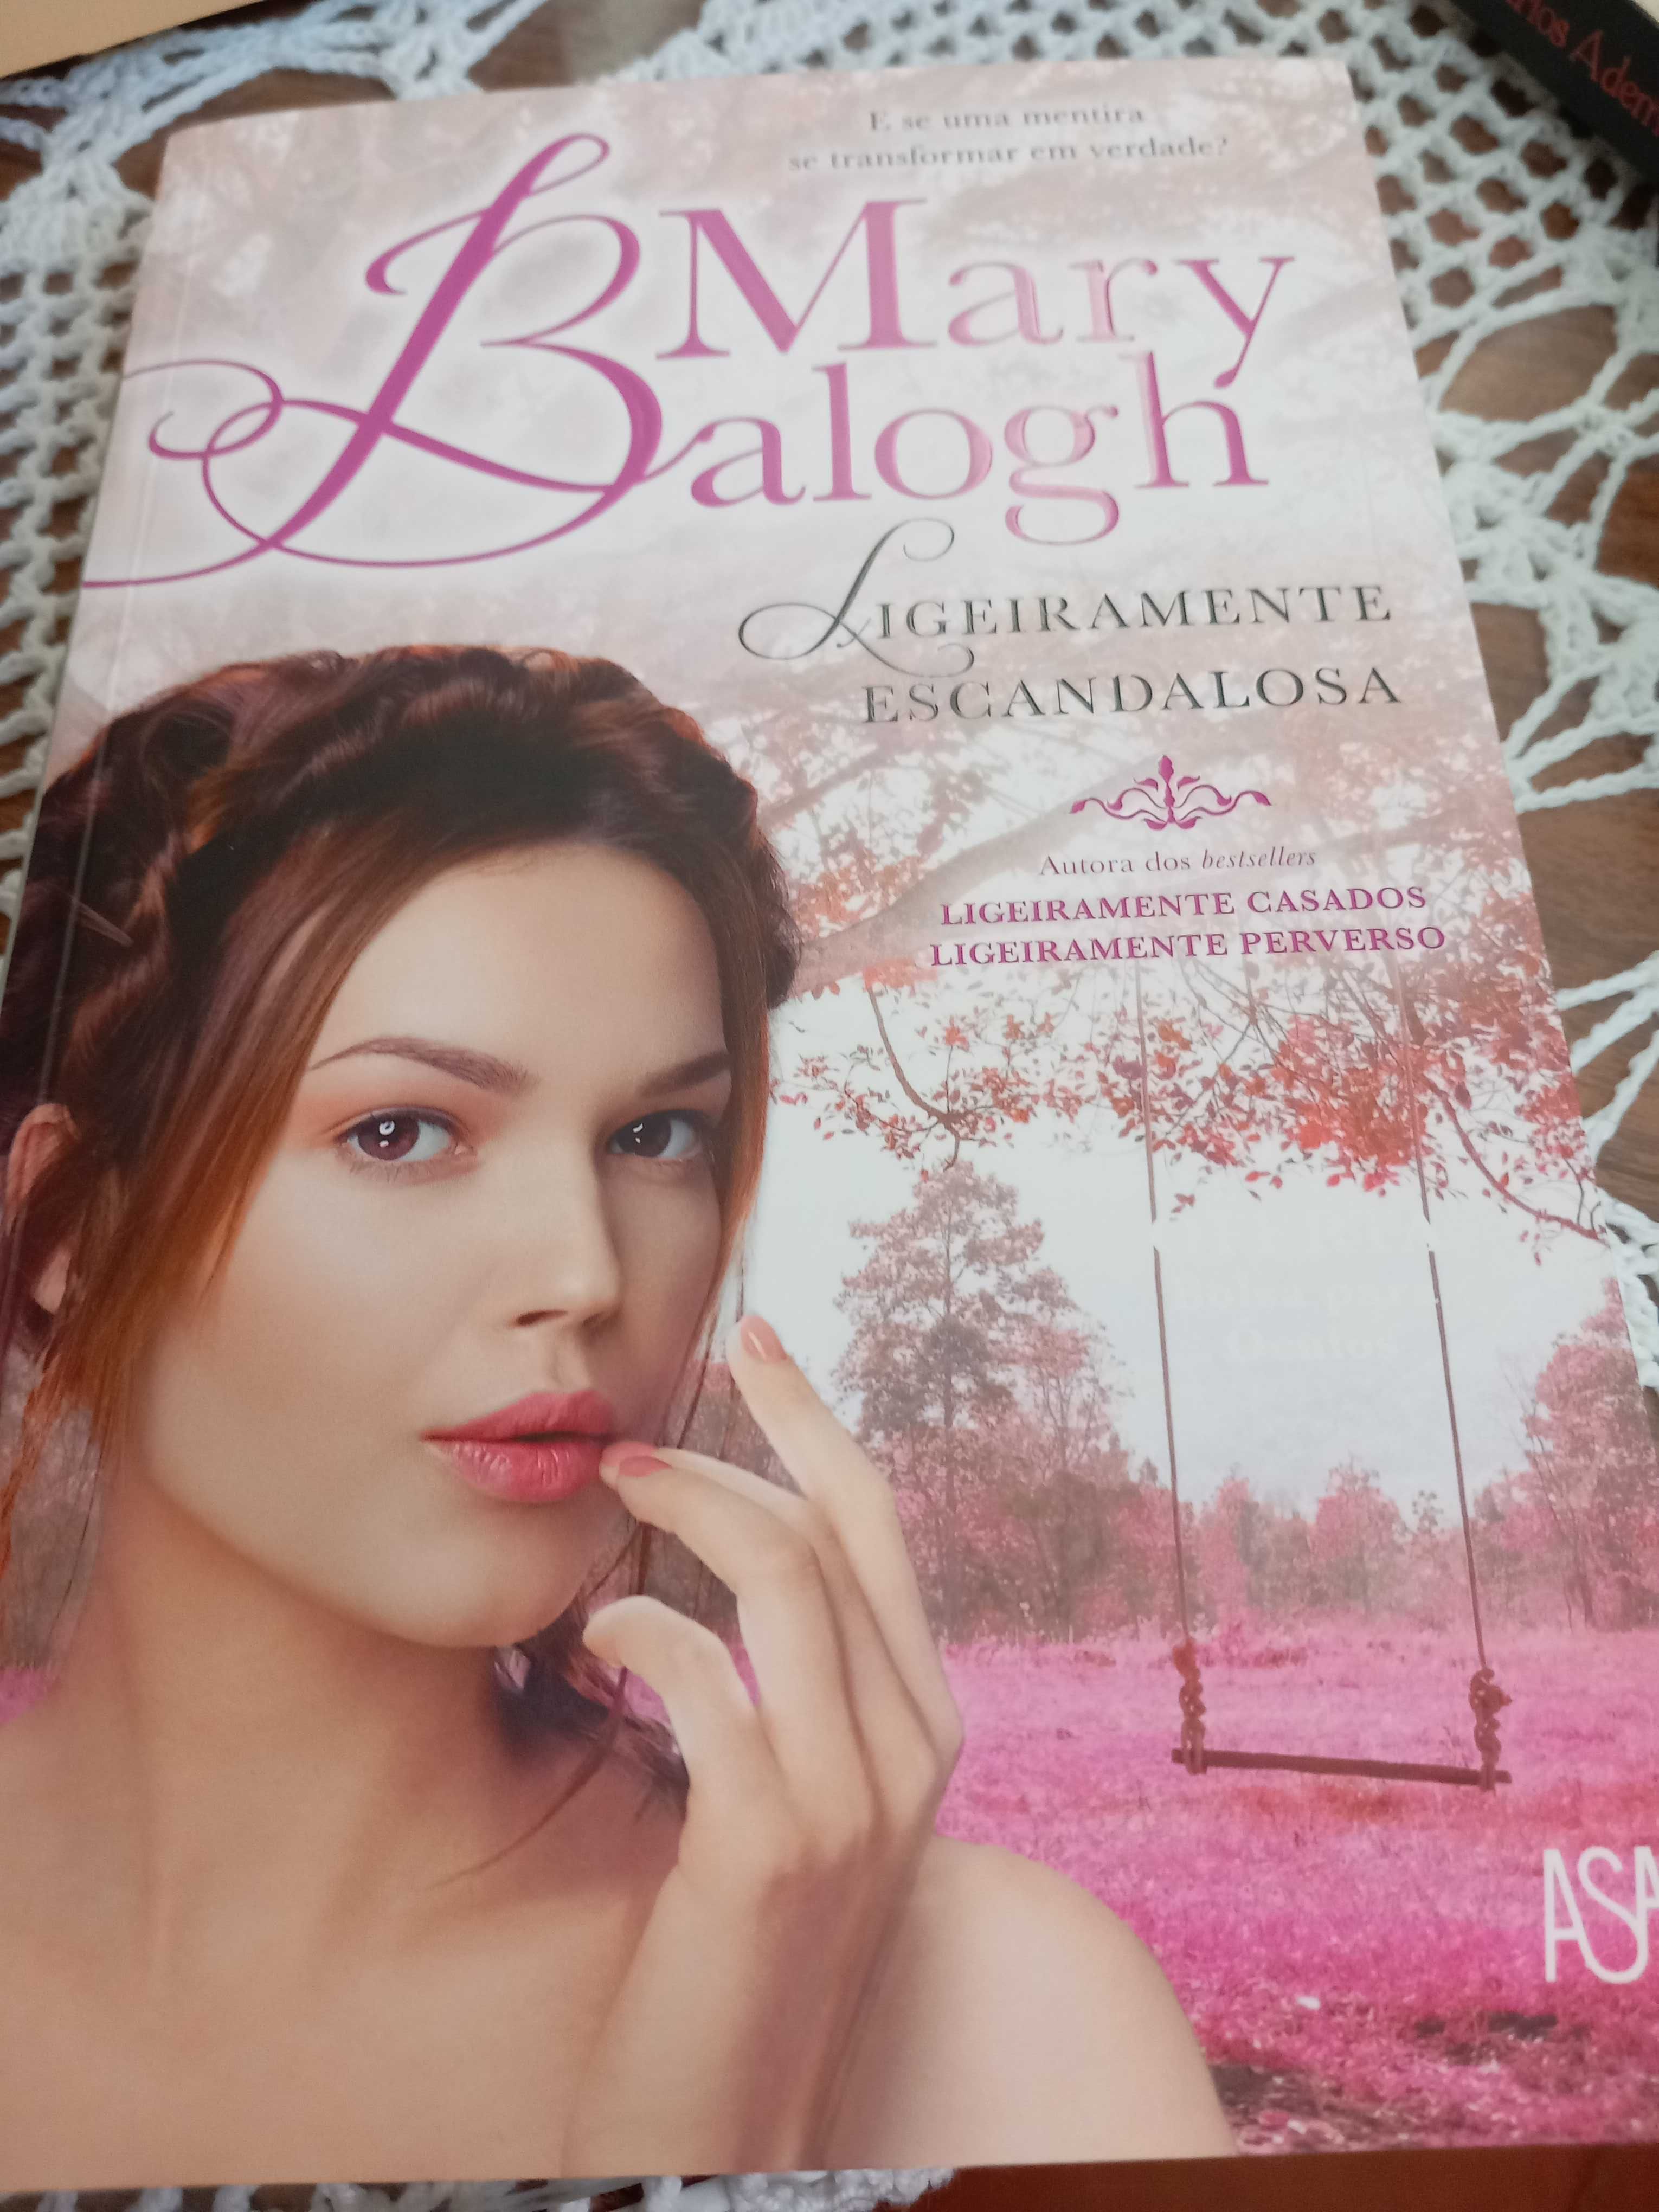 E se uma mentira
se transformar em verdade?
Mary
Balogh
LIGEIRAMENTE
ESCANDALOSA
Autora dos bestsellers
LIGEIRAMENTE CASADOS
LIGEIRAMENTE PERVERSO
ASA